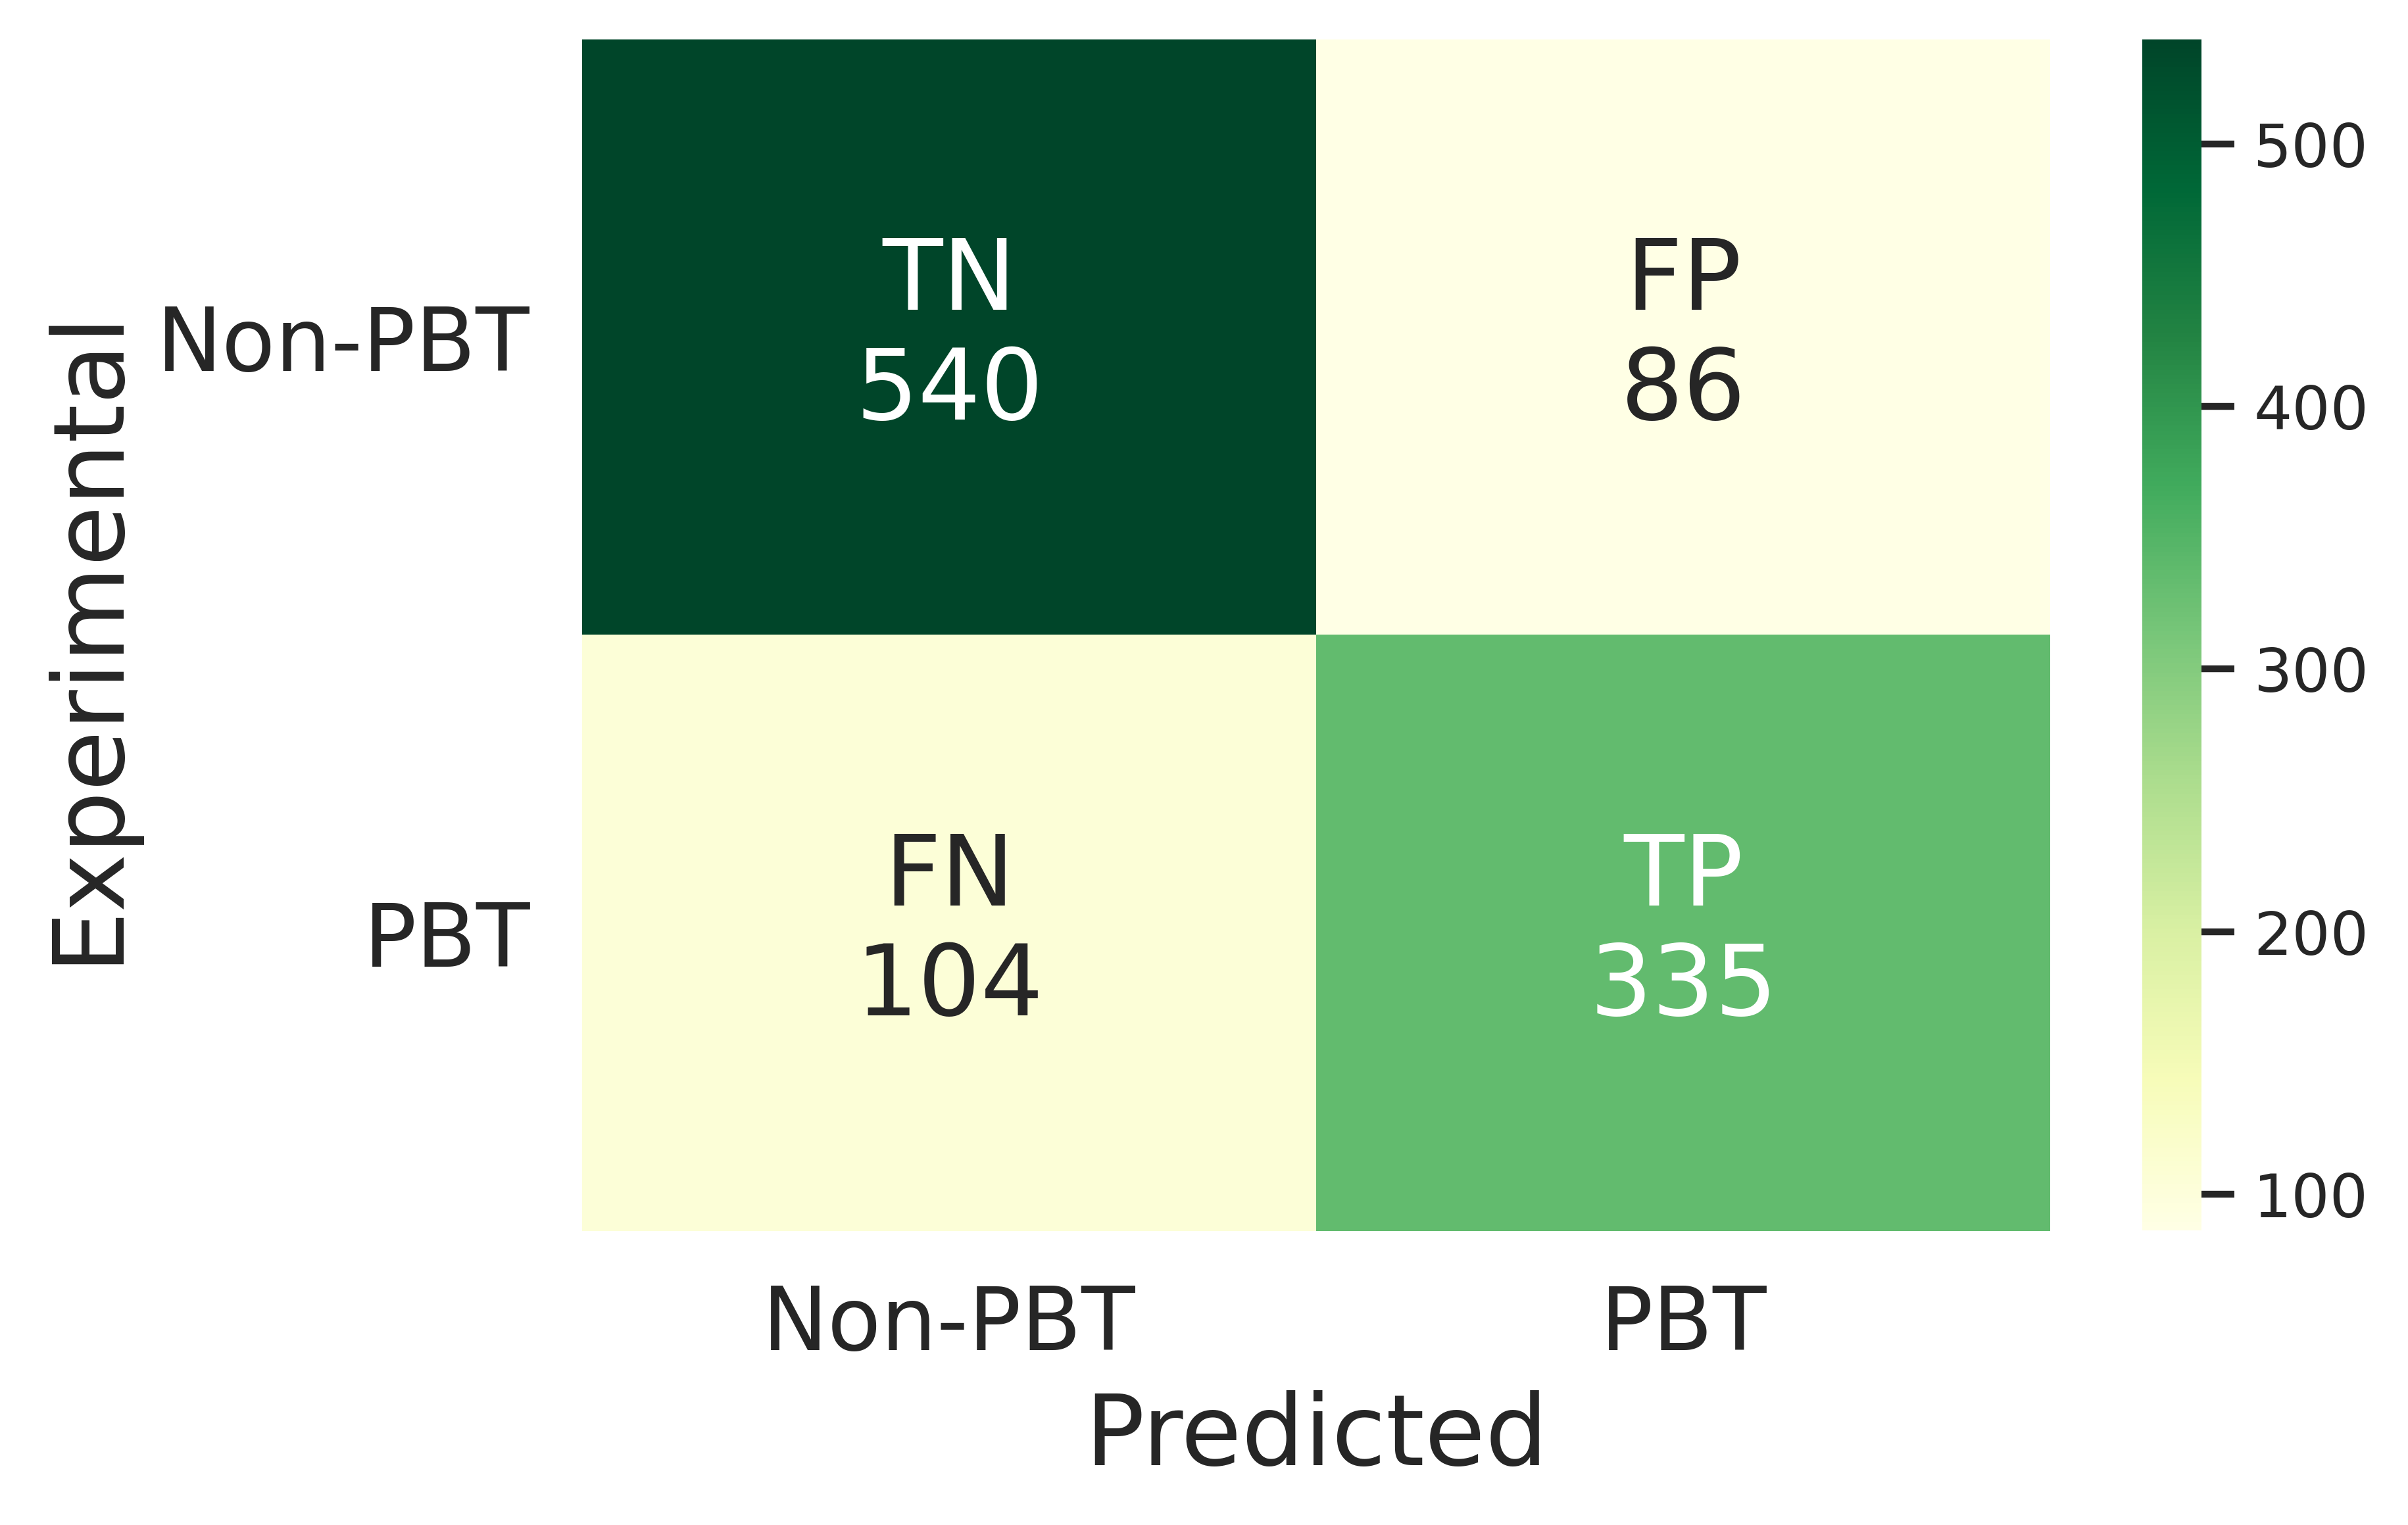 Experimental
Non-PBT
PBT
TN
540
FP
86
FN
104
TP
335
Non-PBT
PBT
Predicted
500
400
300
200
100